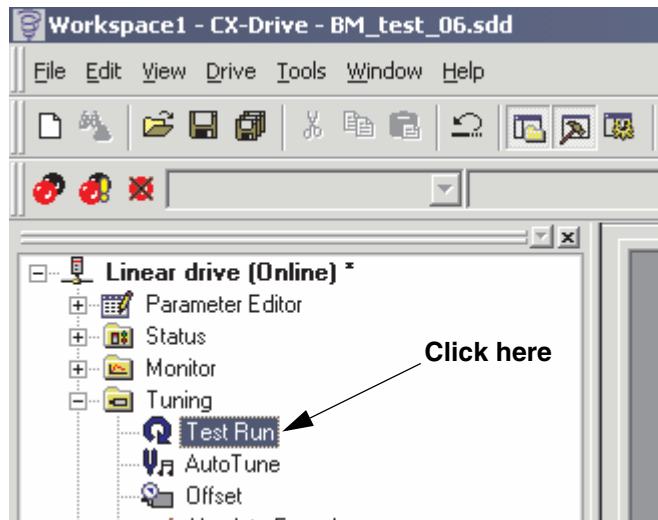 Workspace1 - CX-Drive - BM_test_06.sdd
File Edit View Drive Tools Window Help
Linear drive (Online) *
Parameter Editor
Status
Monitor
Click here
Tuning
Test Run
AutoTune
Offset